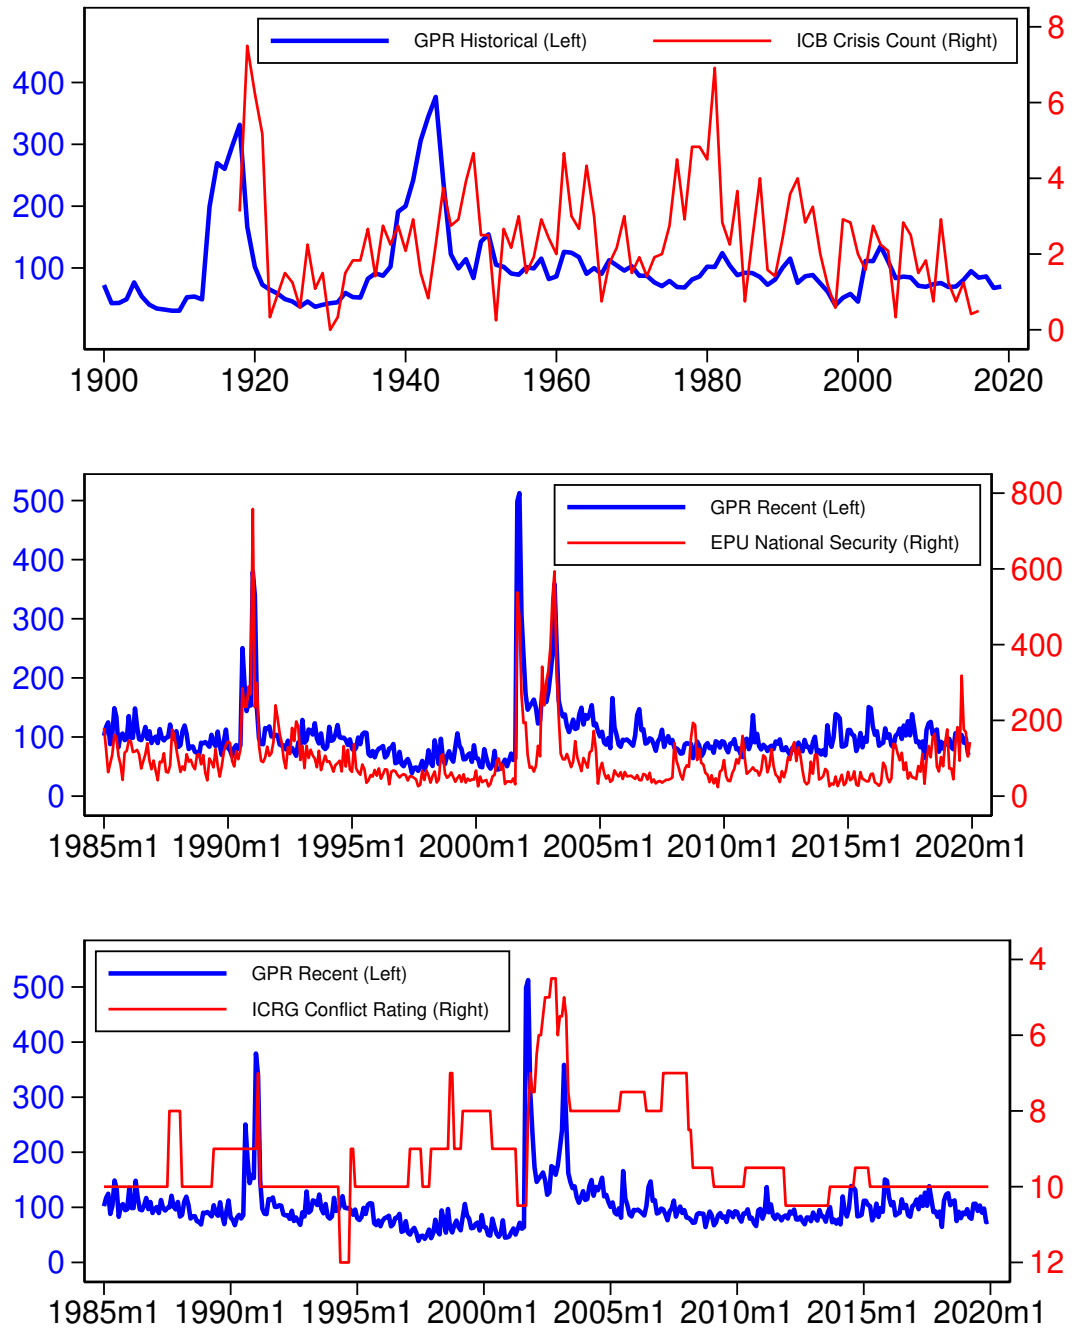 GPR Historical (Left) ICB Crisis Count (Right)
8
400 6
300
4
200
2
100
0
1900 1920 1940 1960 1980 2000 2020
500 GPR Recent (Left) 800
EPU National Security (Right)
400 600
300
400
200
200
100
0 0
1985m1 1990m1 1995m1 2000m1 2005m1 2010m1 2015m1 2020m1
GPR Recent (Left) 4
500
ICRG Conflict Rating (Right)
400 6
300
8
200
100 10
0 12
1985m1 1990m1 1995m1 2000m1 2005m1 2010m1 2015m1 2020m1